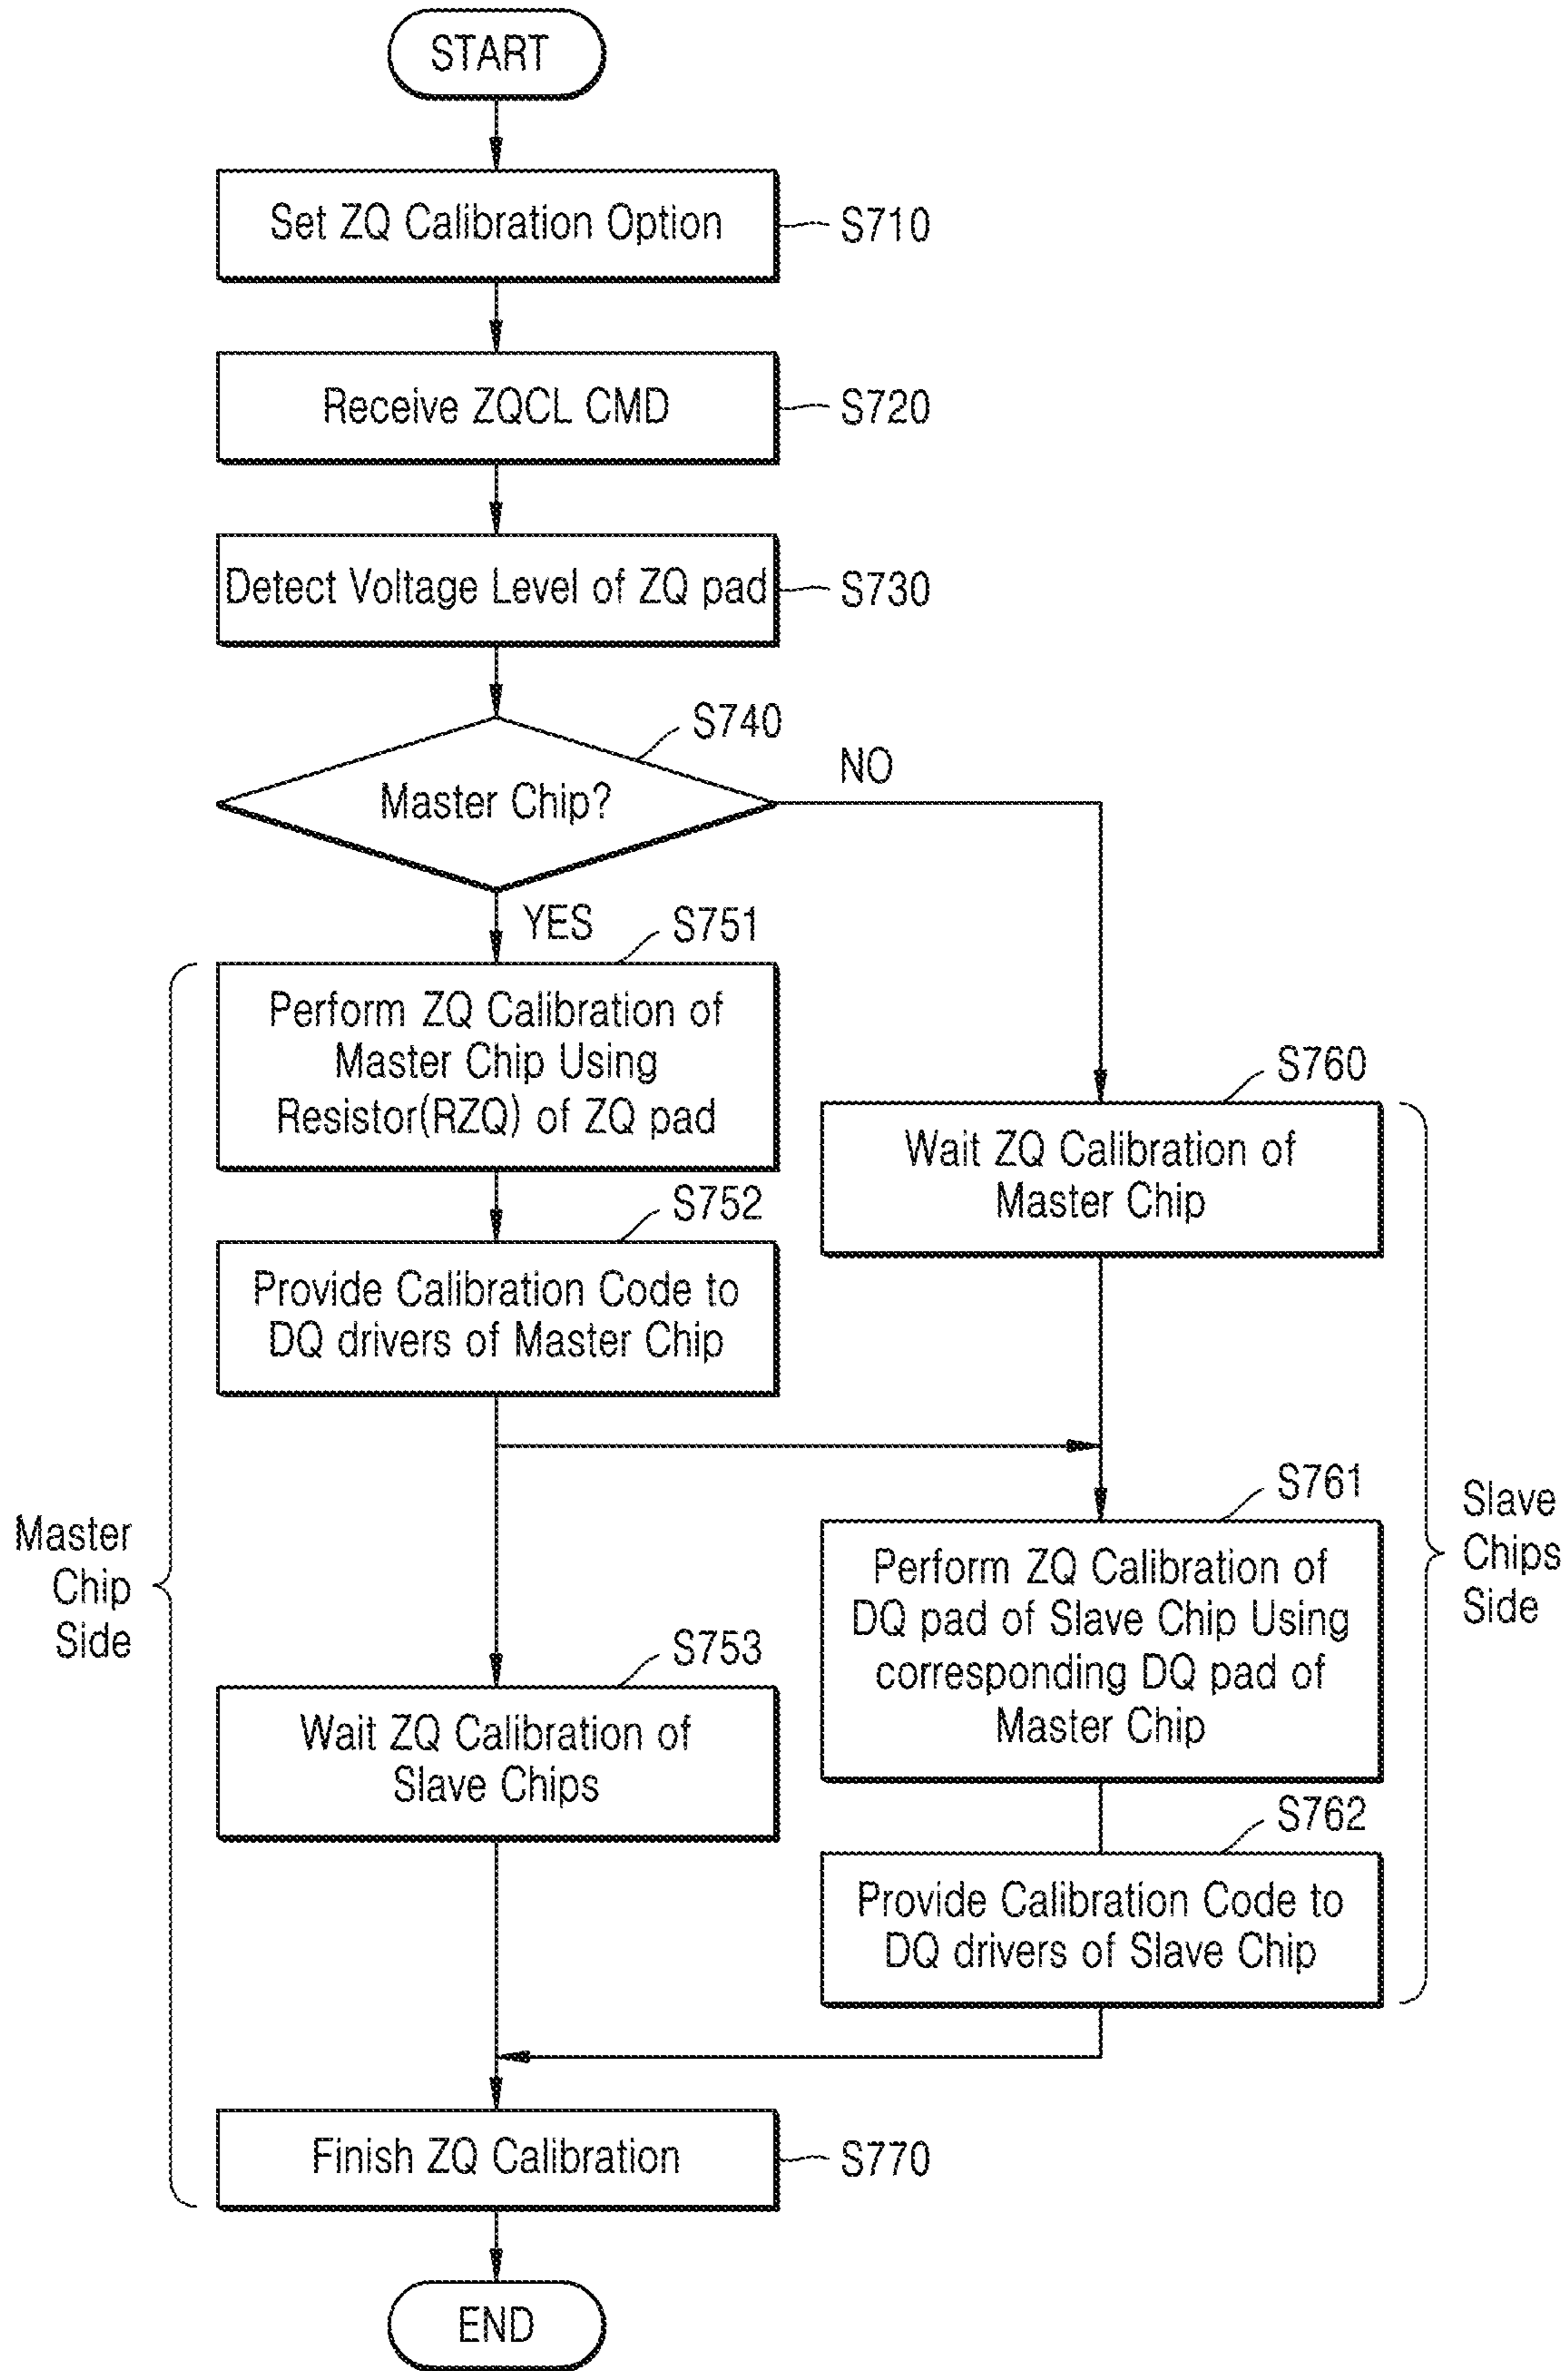 START
Set ZQ Calibration Option
S710
Receive ZQCL CMD
S720
Detect Voltage Level of ZQ pad
S730
S740
Master Chip?
NO
YES
S751
Perform ZQ Calibration of
Master Chip Using
Resistor(RZQ) of ZQ pad
S760
Wait ZQ Calibration of
Master Chip
S752
Provide Calibration Code to
DQ drivers of Master Chip
Master
Chip
Side
S761
Perform ZQ Calibration of
DQ pad of Slave Chip Using
corresponding DQ pad of
Master Chip
Slave
Chips
Side
S753
Wait ZQ Calibration of
Slave Chips
S762
Provide Calibration Code to
DQ drivers of Slave Chip
Finish ZQ Calibration
S770
END